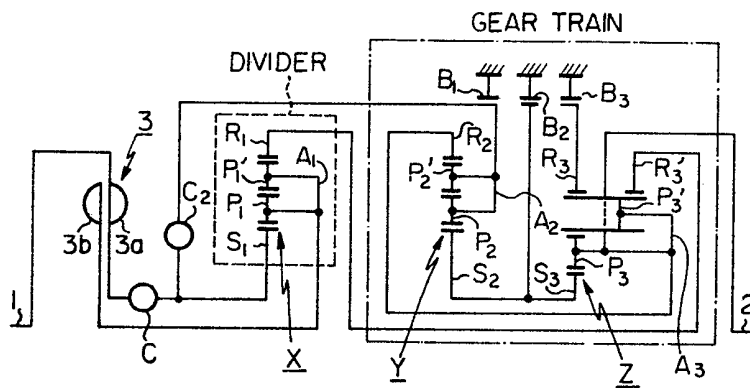 GEAR TRAIN
DIVIDER
B₁
B₂
B₃
3
R₁
A₁
R₂
R₃
R₃'
P₁'
P₂'
P₃'
C₂
P₁
A₂
3b
3a
S₁
P₂
P₃
1
S₂
S₃
2
C
X
Y
Z
A₃